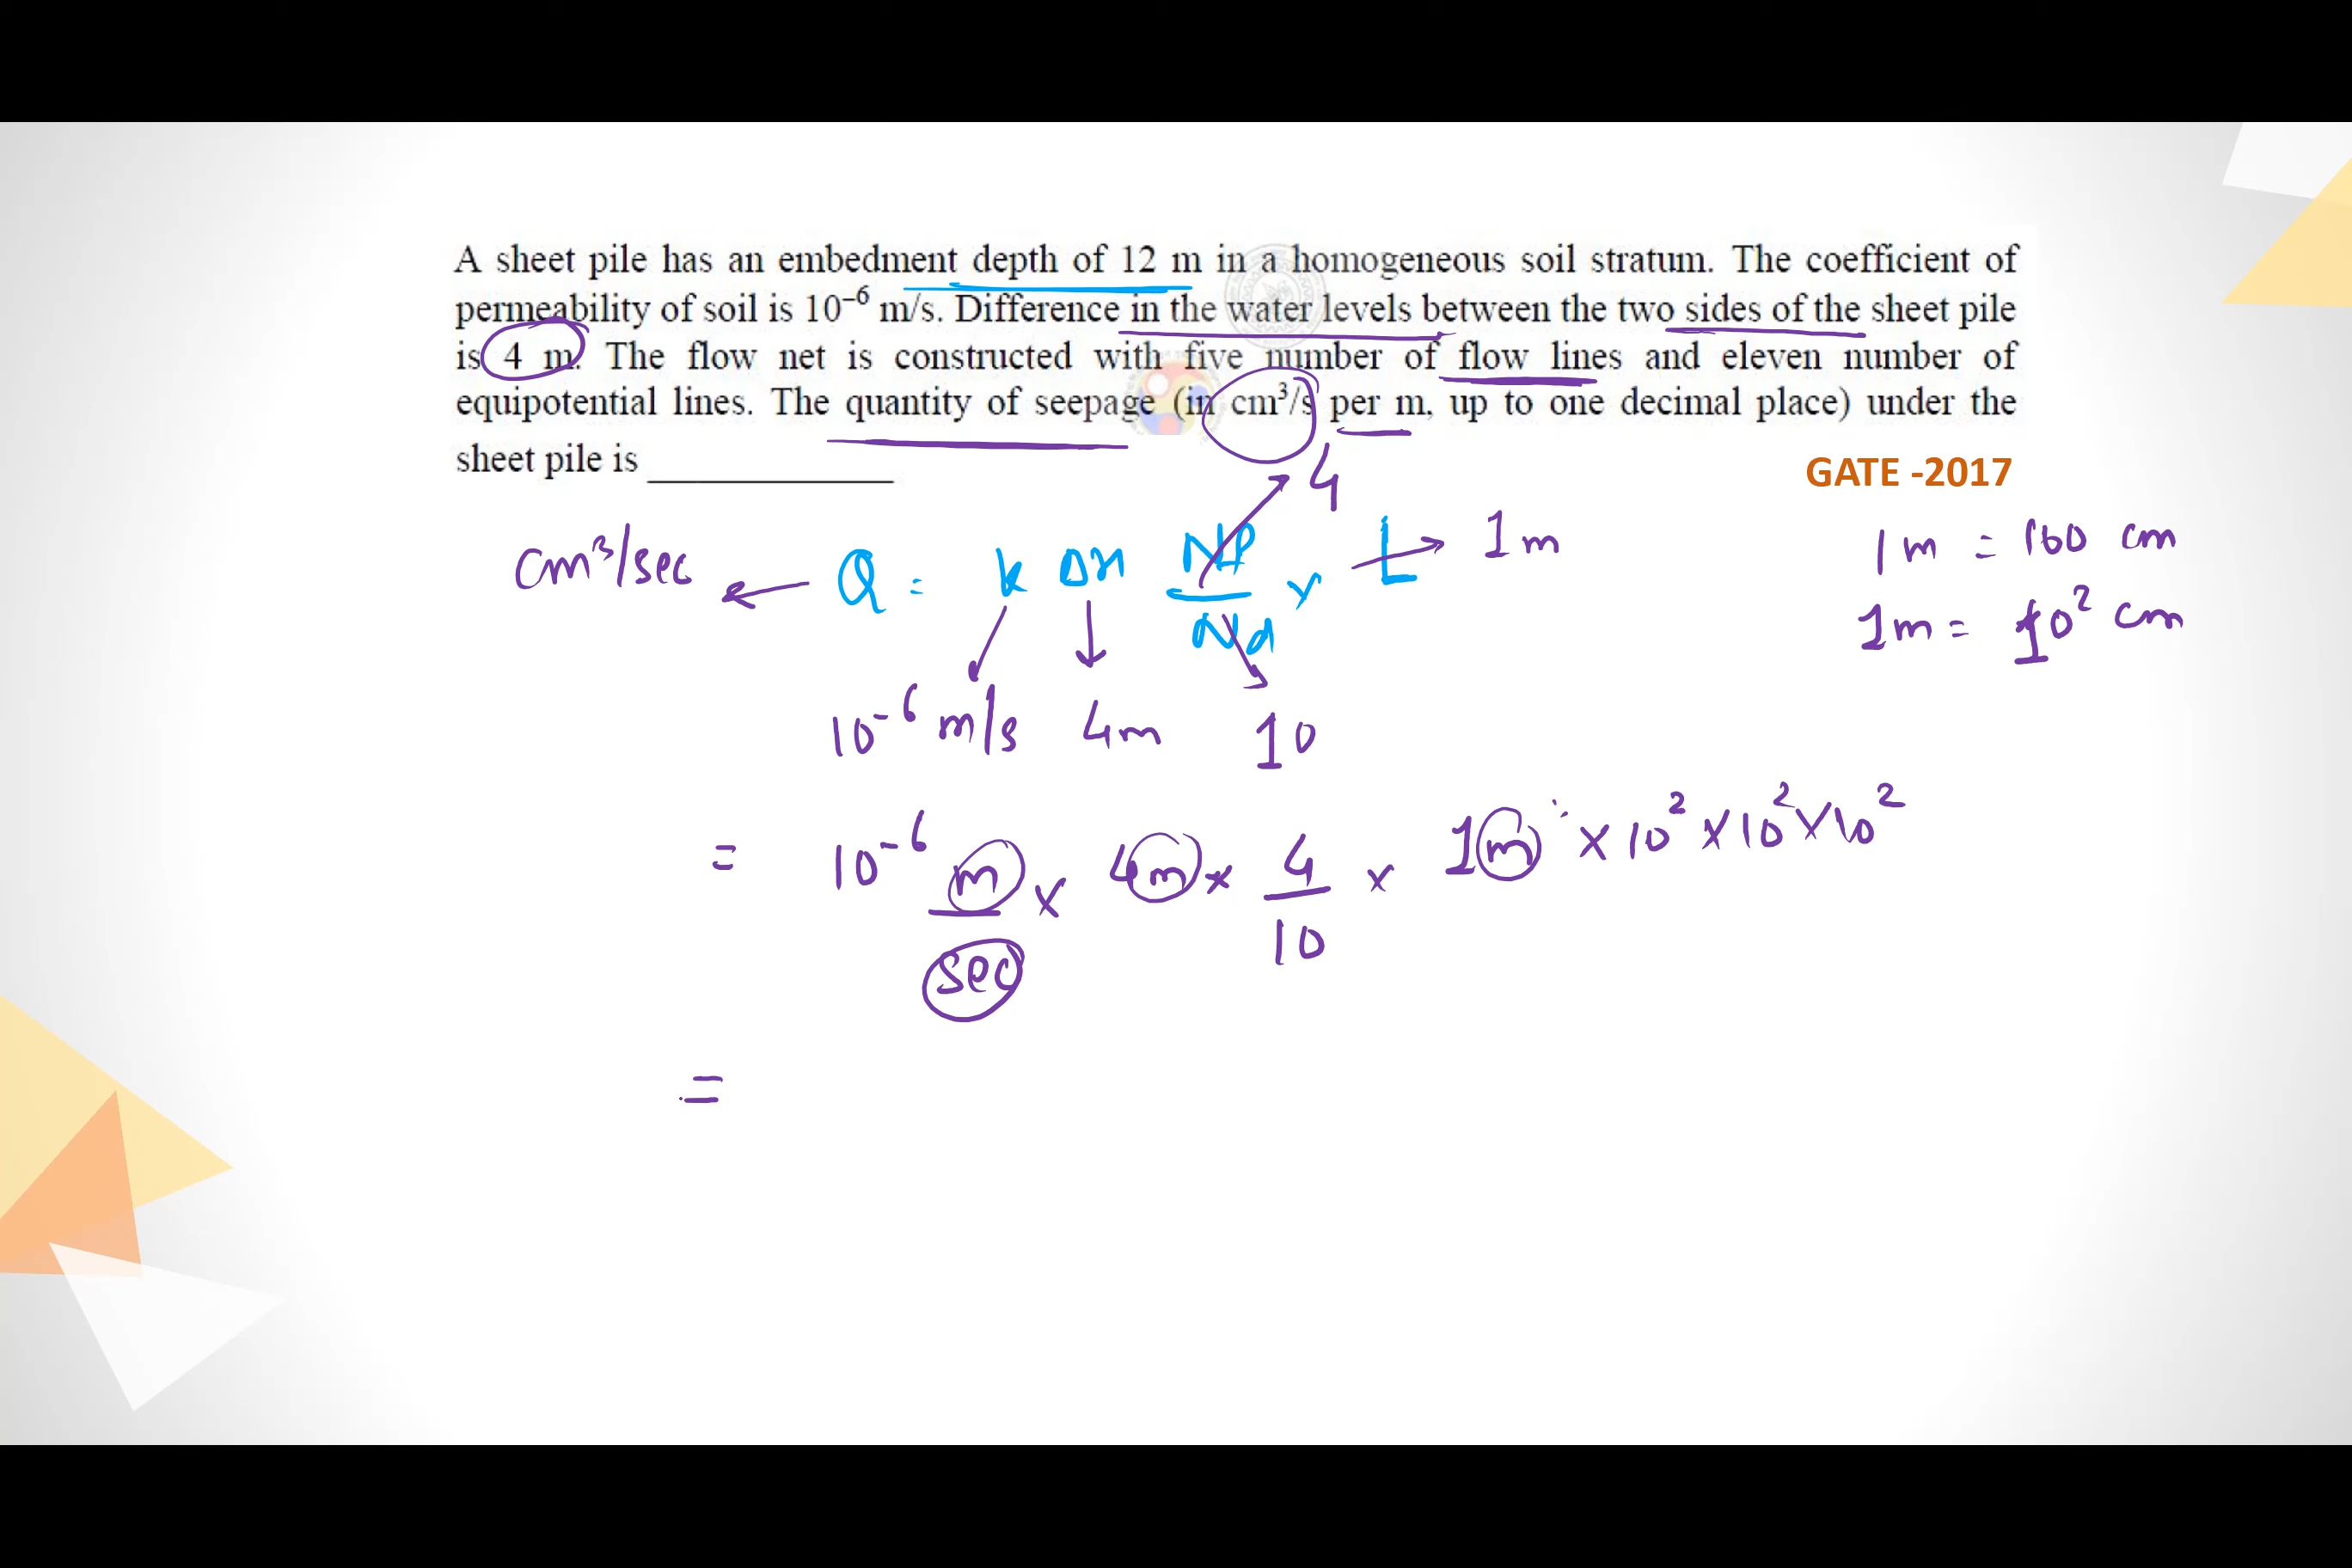 A sheet pile has an embedment depth of 12 m in a homogeneous soil stratum. The coefficient of
permeability of soil is 10⁻⁶ m/s. Difference in the water levels between the two sides of the sheet pile
is 4 m. The flow net is constructed with five number of flow lines and eleven number of
equipotential lines. The quantity of seepage (in cm³/s per m, up to one decimal place) under the
sheet pile is ____________
GATE -2017
4
cm³/sec ← Q = k ΔH Nf/Nd × L → 1m
1m = 100 cm
1m = 10² cm
10⁻⁶ m/s 4m 10
= 10⁻⁶ m/sec × 4m × 4/10 × 1m × 10² × 10² × 10²
=